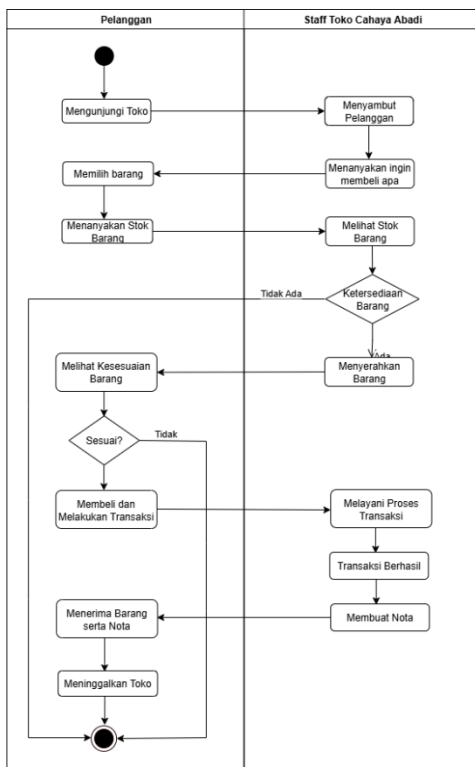 Pelanggan
Staff Toko Cahaya Abadi
Mengunjungi Toko
Menyambut
Pelanggan
Menanyakan ingin
membeli apa
Memilih barang
Menanyakan Stok
Barang
Melihat Stok
Barang
Tidak Ada
Ketersediaan
Barang
Ada
Melihat Kesesuaian
Barang
Menyerahkan
Barang
Sesuai?
Tidak
Membeli dan
Melakukan Transaksi
Melayani Proses
Transaksi
Transaksi Berhasil
Menerima Barang
serta Nota
Membuat Nota
Meninggalkan Toko